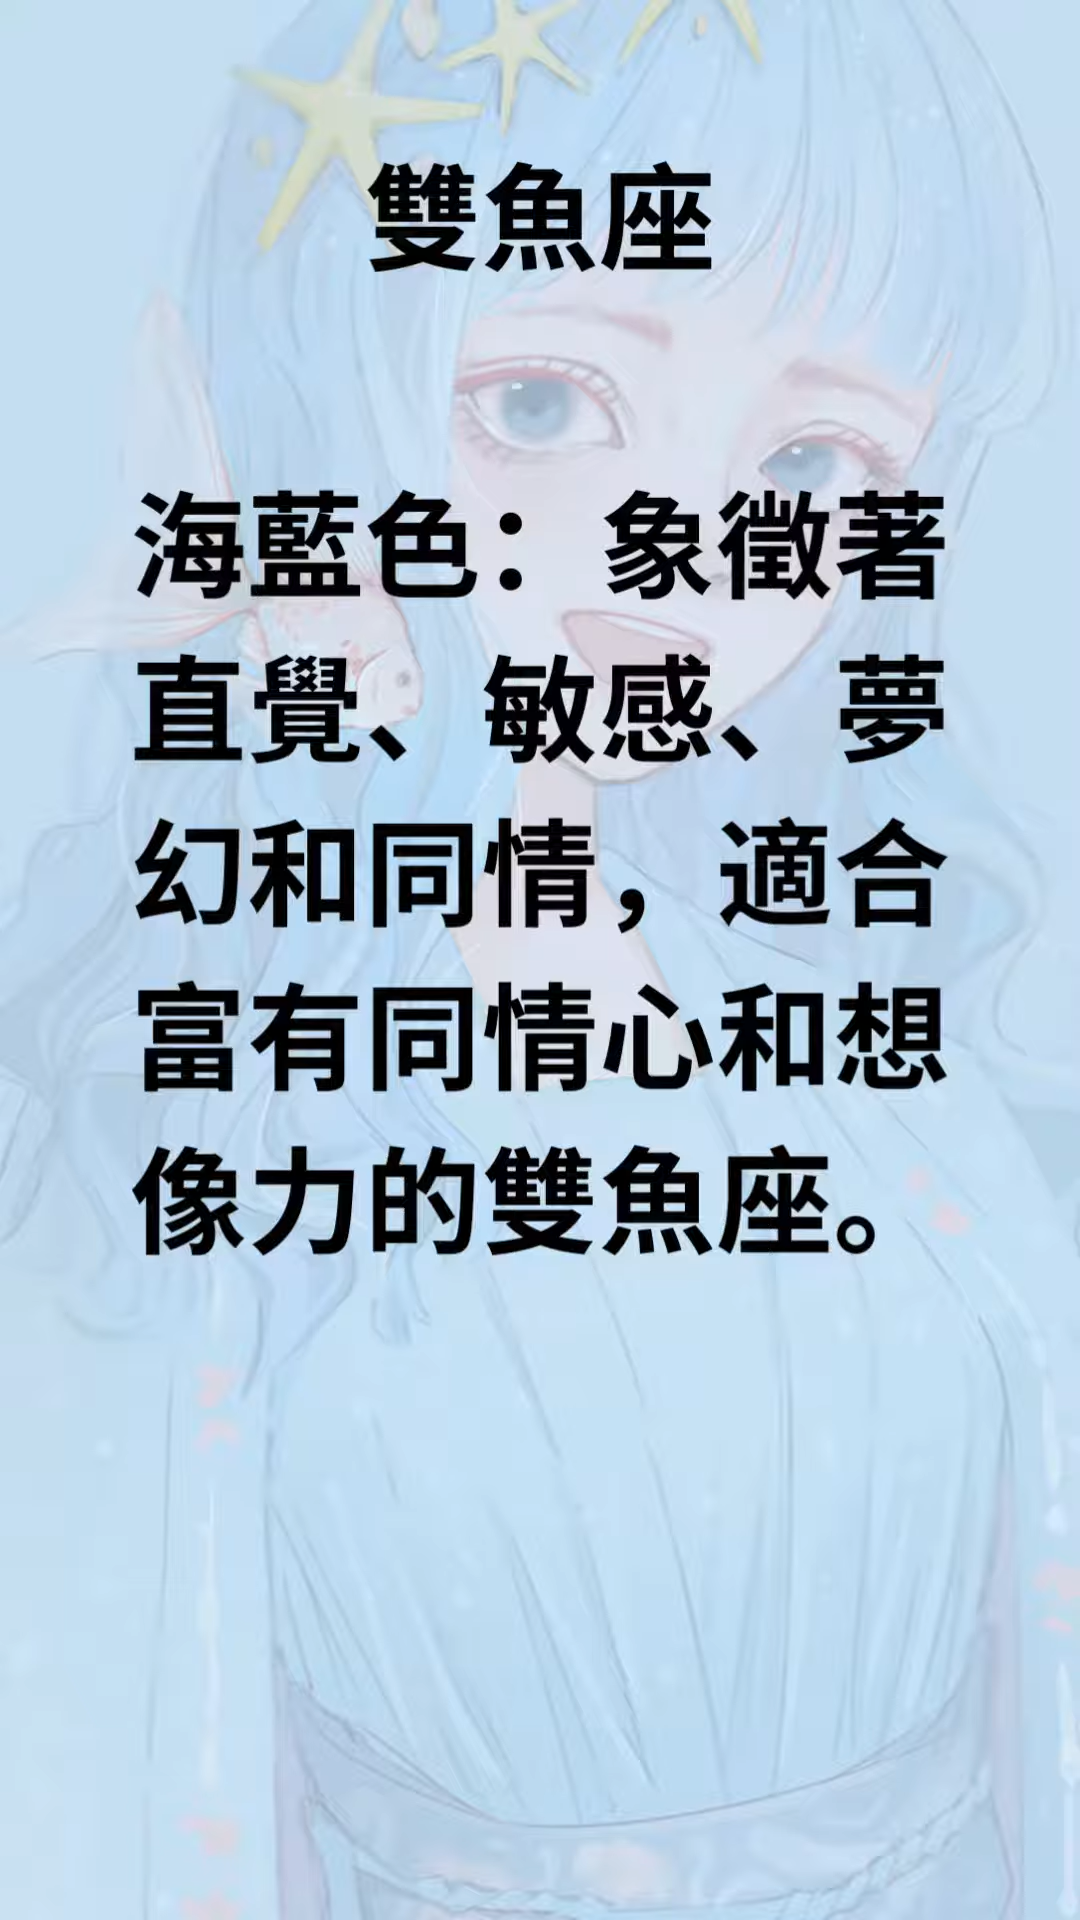 雙魚座
海藍色：象徵著
直覺、敏感、夢
幻和同情，適合
富有同情心和想
像力的雙魚座。